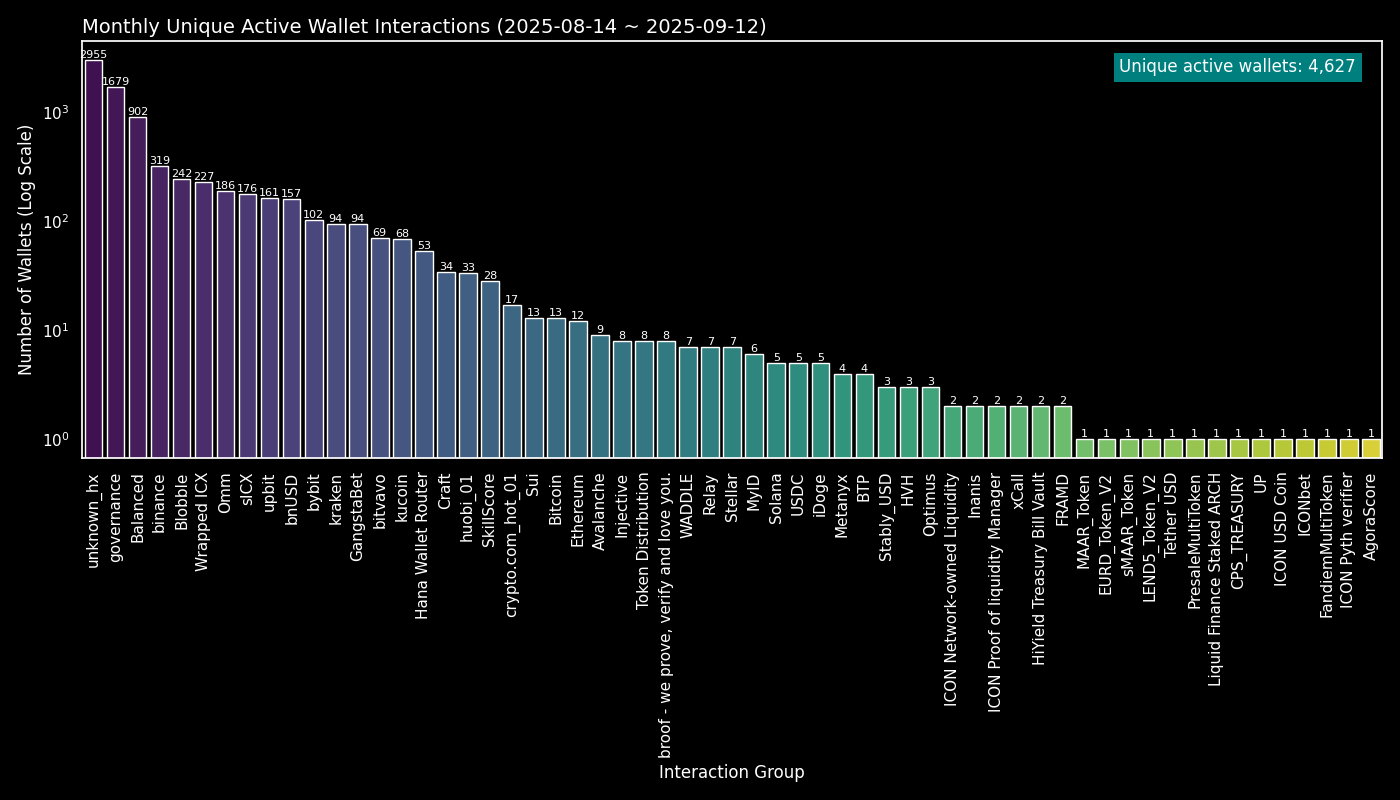 Monthly Unique Active Wallet Interactions (2025-08-14 ~ 2025-09-12)
Unique active wallets: 4,627
Number of Wallets (Log Scale)
10³
10²
10¹
10⁰
2955
1679
902
319
242
227
186
176
161
157
102
94
94
69
68
53
34
33
28
17
13
13
12
9
8
8
8
7
7
7
6
5
5
5
4
4
3
3
3
2
2
2
2
2
2
1
1
1
1
1
1
1
1
1
1
1
1
1
1
unknown_hx
governance
Balanced
binance
Blobble
Wrapped ICX
Omm
sICX
upbit
bnUSD
bybit
kraken
GangstaBet
bitvavo
kucoin
Hana Wallet Router
Craft
huobi_01
SkillScore
crypto.com_hot_01
Sui
Bitcoin
Ethereum
Avalanche
Injective
Token Distribution
broof - we prove, verify and love you.
WADDLE
Relay
Stellar
MyID
Solana
USDC
iDoge
Metanyx
BTP
Stably_USD
HVH
Optimus
ICON Network-owned Liquidity
Inanis
ICON Proof of liquidity Manager
xCall
HiYield Treasury Bill Vault
FRAMD
MAAR_Token
EURD_Token_V2
sMAAR_Token
LEND5_Token_V2
Tether USD
PresaleMultiToken
Liquid Finance Staked ARCH
CPS_TREASURY
UP
ICON USD Coin
ICONbet
FandiemMultiToken
ICON Pyth verifier
AgoraScore
Interaction Group